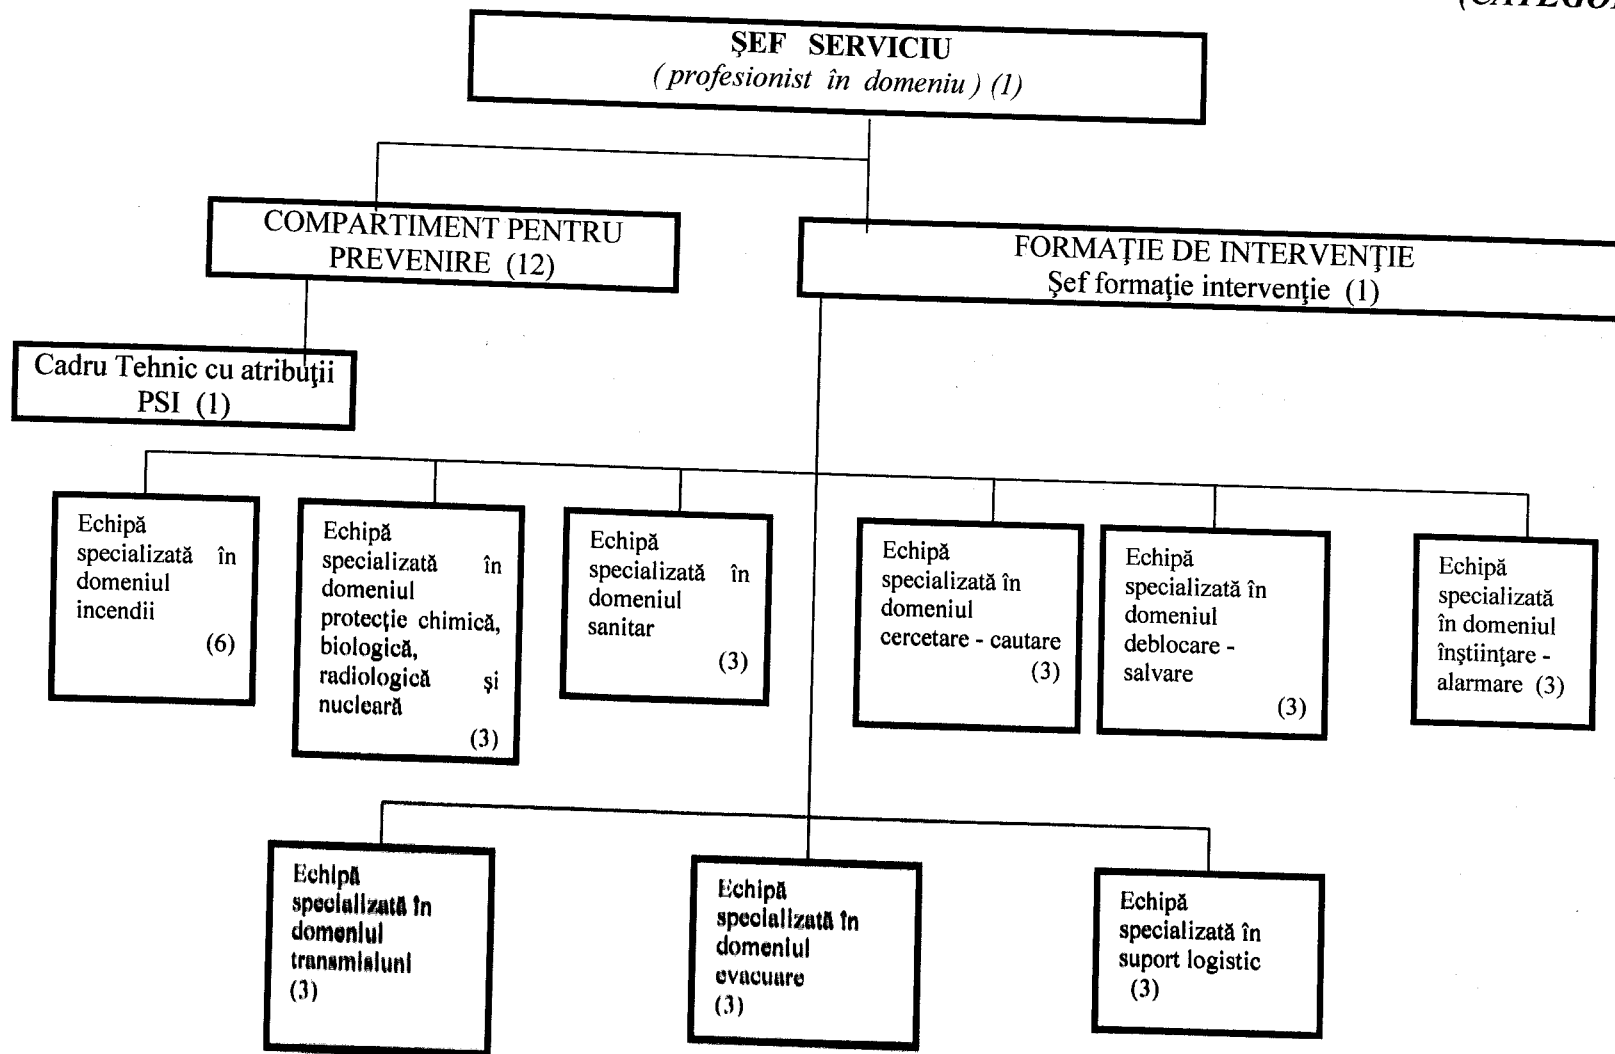 ŞEF SERVICIU
( profesionist în domeniu ) (1)
COMPARTIMENT PENTRU
PREVENIRE (12)
FORMAŢIE DE INTERVENŢIE
Şef formaţie intervenţie (1)
Cadru Tehnic cu atribuţii
PSI (1)
Echipă
specializată în
domeniul
incendii
(6)
Echipă
specializată în
domeniul
protecţie chimică,
biologică,
radiologică şi
nucleară
(3)
Echipă
specializată în
domeniul
sanitar
(3)
Echipă
specializată în
domeniul
cercetare - cautare
(3)
Echipă
specializată în
domeniul
deblocare -
salvare
(3)
Echipă
specializată
în domeniul
înştiinţare -
alarmare (3)
Echipă
specializată în
domeniul
transmisiuni
(3)
Echipă
specializată în
domeniul
evacuare
(3)
Echipă
specializată în
suport logistic
(3)